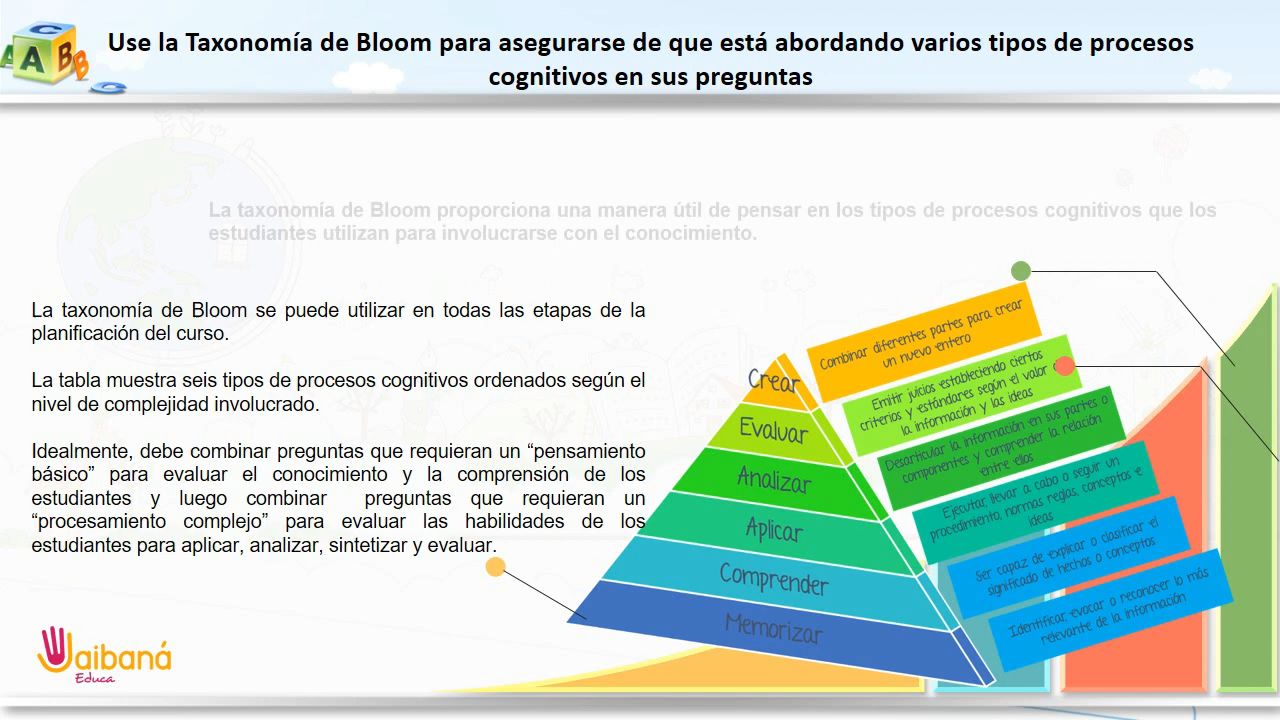 Use la Taxonomía de Bloom para asegurarse de que está abordando varios tipos de procesos
cognitivos en sus preguntas
La taxonomía de Bloom proporciona una manera útil de pensar en los tipos de procesos cognitivos que los
estudiantes utilizan para involucrarse con el conocimiento.
La taxonomía de Bloom se puede utilizar en todas las etapas de la
planificación del curso.
La tabla muestra seis tipos de procesos cognitivos ordenados según el
nivel de complejidad involucrado.
Idealmente, debe combinar preguntas que requieran un “pensamiento
básico” para evaluar el conocimiento y la comprensión de los
estudiantes y luego combinar preguntas que requieran un
“procesamiento complejo” para evaluar las habilidades de los
estudiantes para aplicar, analizar, sintetizar y evaluar.
Crear
Evaluar
Analizar
Aplicar
Comprender
Memorizar
Combinar diferentes partes para crear
un nuevo entero
Emitir juicios estableciendo ciertos
criterios y estándares según el valor
la información y las ideas
Desarticular la información en sus partes o
componentes y comprender la relación
entre ellos
Ejecutar, llevar a cabo o seguir un
procedimiento, normas reglas, conceptos e
ideas
Ser capaz de explicar o clasificar el
significado de hechos o conceptos
Identificar, evocar o reconocer lo más
relevante de la información
Jaibaná
Educa
A B C